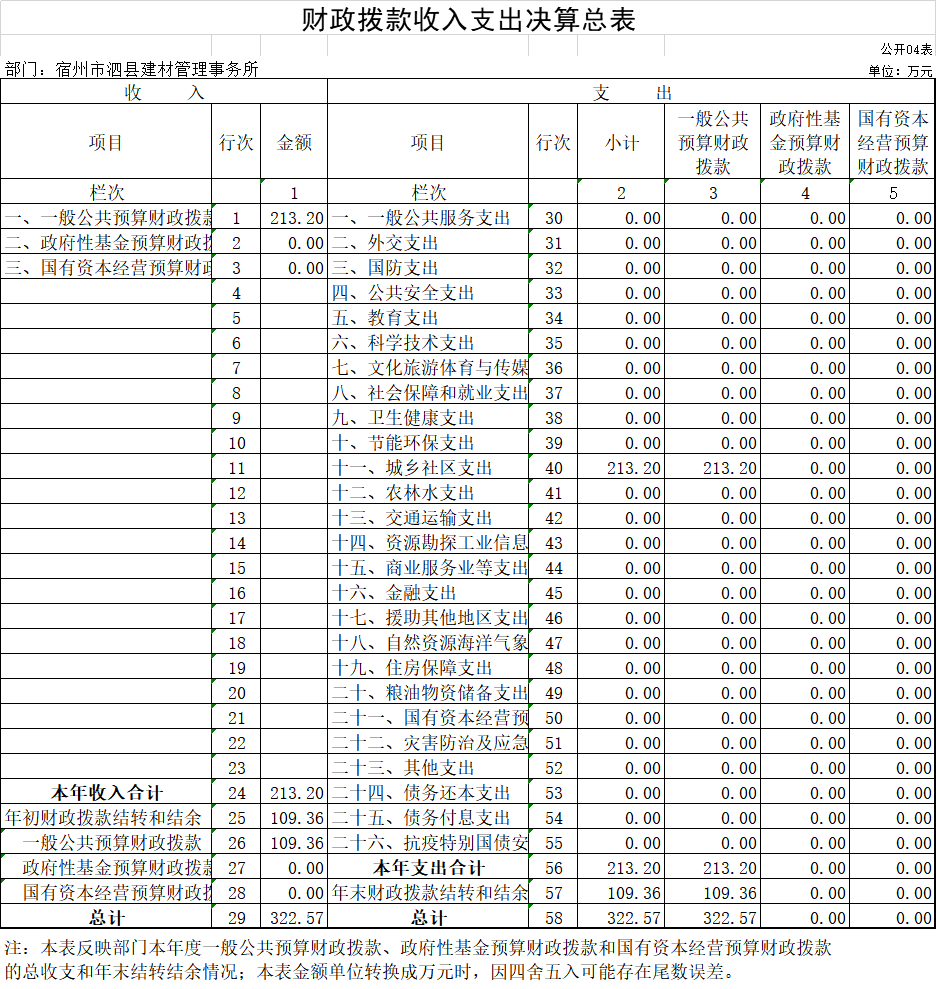 财政拨款收入支出决算总表
公开04表
部门：宿州市泗县建材管理事务所 单位：万元
收 入 支 出
项目 行次 金额 项目 行次 小计 一般公共预算财政拨款 政府性基金预算财政拨款 国有资本经营预算财政拨款
栏次 1 栏次 2 3 4 5
一、一般公共预算财政拨款 1 213.20 一、一般公共服务支出 30 0.00 0.00 0.00 0.00
二、政府性基金预算财政拨 2 0.00 二、外交支出 31 0.00 0.00 0.00 0.00
三、国有资本经营预算财政 3 0.00 三、国防支出 32 0.00 0.00 0.00 0.00
4 四、公共安全支出 33 0.00 0.00 0.00 0.00
5 五、教育支出 34 0.00 0.00 0.00 0.00
6 六、科学技术支出 35 0.00 0.00 0.00 0.00
7 七、文化旅游体育与传媒 36 0.00 0.00 0.00 0.00
8 八、社会保障和就业支出 37 0.00 0.00 0.00 0.00
9 九、卫生健康支出 38 0.00 0.00 0.00 0.00
10 十、节能环保支出 39 0.00 0.00 0.00 0.00
11 十一、城乡社区支出 40 213.20 213.20 0.00 0.00
12 十二、农林水支出 41 0.00 0.00 0.00 0.00
13 十三、交通运输支出 42 0.00 0.00 0.00 0.00
14 十四、资源勘探工业信息 43 0.00 0.00 0.00 0.00
15 十五、商业服务业等支出 44 0.00 0.00 0.00 0.00
16 十六、金融支出 45 0.00 0.00 0.00 0.00
17 十七、援助其他地区支出 46 0.00 0.00 0.00 0.00
18 十八、自然资源海洋气象 47 0.00 0.00 0.00 0.00
19 十九、住房保障支出 48 0.00 0.00 0.00 0.00
20 二十、粮油物资储备支出 49 0.00 0.00 0.00 0.00
21 二十一、国有资本经营预 50 0.00 0.00 0.00 0.00
22 二十二、灾害防治及应急 51 0.00 0.00 0.00 0.00
23 二十三、其他支出 52 0.00 0.00 0.00 0.00
本年收入合计 24 213.20 二十四、债务还本支出 53 0.00 0.00 0.00 0.00
年初财政拨款结转和结余 25 109.36 二十五、债务付息支出 54 0.00 0.00 0.00 0.00
一般公共预算财政拨款 26 109.36 二十六、抗疫特别国债安 55 0.00 0.00 0.00 0.00
政府性基金预算财政拨款 27 0.00 本年支出合计 56 213.20 213.20 0.00 0.00
国有资本经营预算财政拨 28 0.00 年末财政拨款结转和结余 57 109.36 109.36 0.00 0.00
总计 29 322.57 总计 58 322.57 322.57 0.00 0.00
注：本表反映部门本年度一般公共预算财政拨款、政府性基金预算财政拨款和国有资本经营预算财政拨款
的总收支和年末结转结余情况；本表金额单位转换成万元时，因四舍五入可能存在尾数误差。